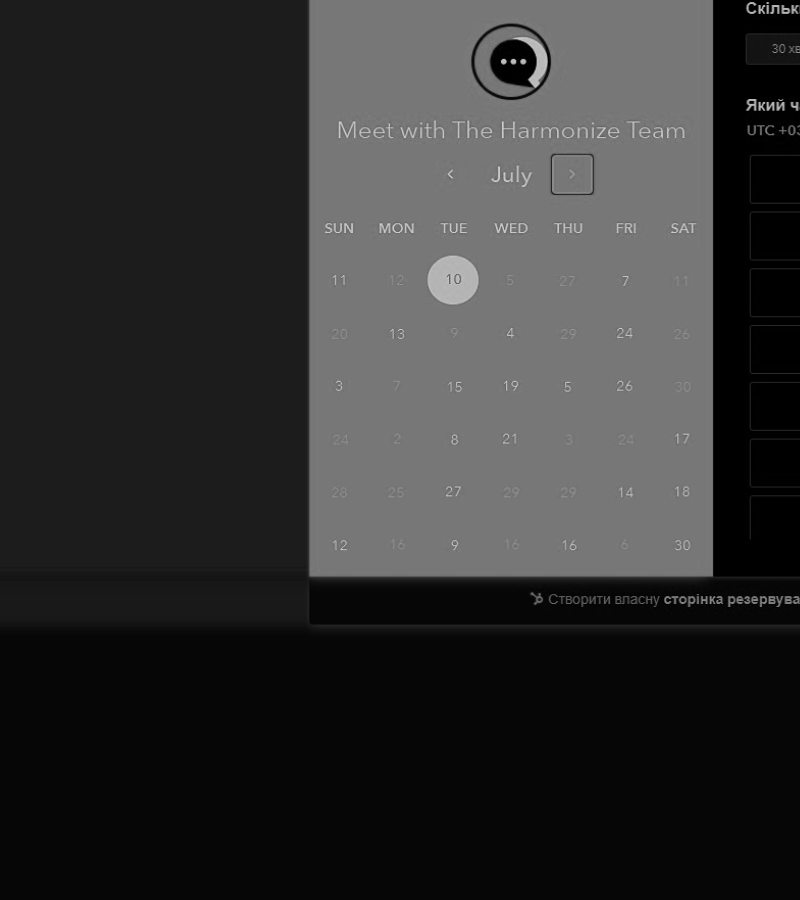 Meet with The Harmonize Team
July
SUN MON TUE WED THU FRI SAT
11 12 10 5 27 7 11
20 13 9 4 29 24 26
3 7 15 19 5 26 30
24 2 8 21 3 24 17
28 25 27 29 29 14 18
12 16 9 16 16 6 30
Створити власну сторінка резервува
Скільк
30 хв
Який ч
UTC +03